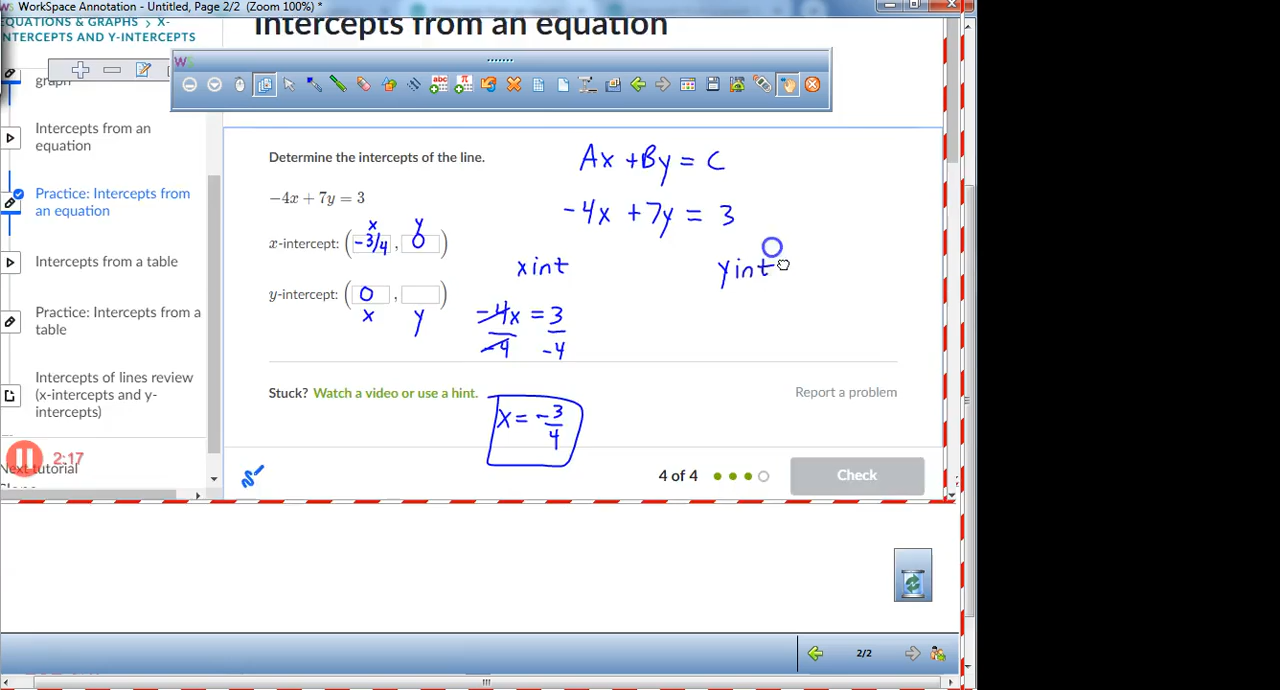 WorkSpace Annotation - Untitled, Page 2/2 (Zoom 100%) *
EQUATIONS & GRAPHS > X-
INTERCEPTS AND Y-INTERCEPTS
Intercepts from an equation
WS
graph
Intercepts from an
equation
Practice: Intercepts from
an equation
Intercepts from a table
Practice: Intercepts from a
table
Intercepts of lines review
(x-intercepts and y-
intercepts)
Next tutorial
2:17
Determine the intercepts of the line.
−4x + 7y = 3
x y
x-intercept: ( -3/4 , 0 )
y-intercept: ( 0 , )
x y
Ax + By = C
-4x + 7y = 3
x int
y int
-4x = 3
-4 -4
x = -3/4
Stuck? Watch a video or use a hint.
Report a problem
4 of 4
Check
2/2